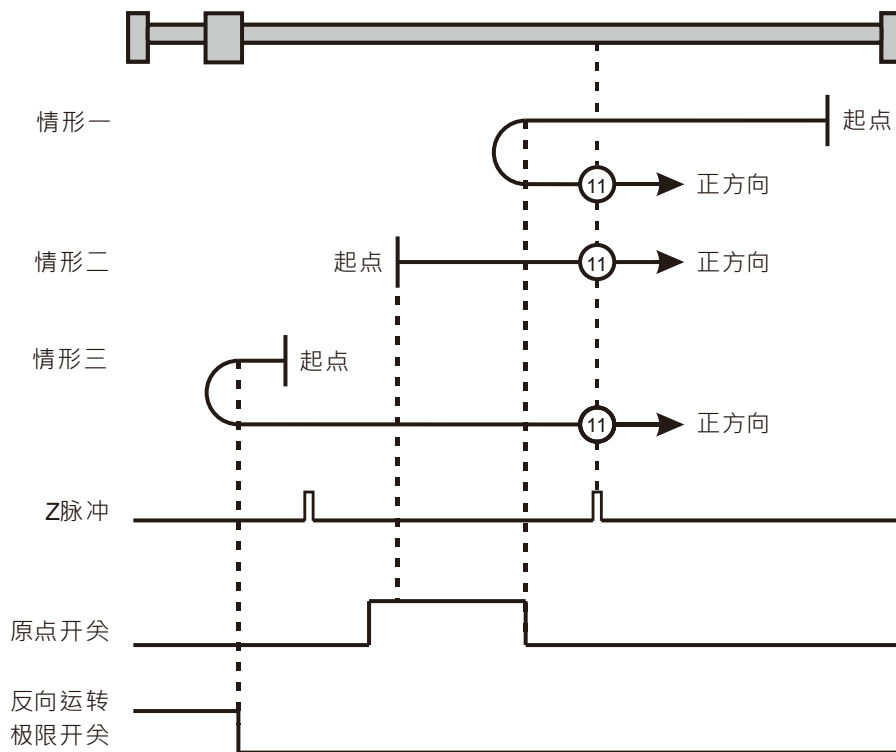 情形一
起点
11
正方向
情形二
起点
11
正方向
情形三
起点
11
正方向
Z脉冲
原点开关
反向运转
极限开关